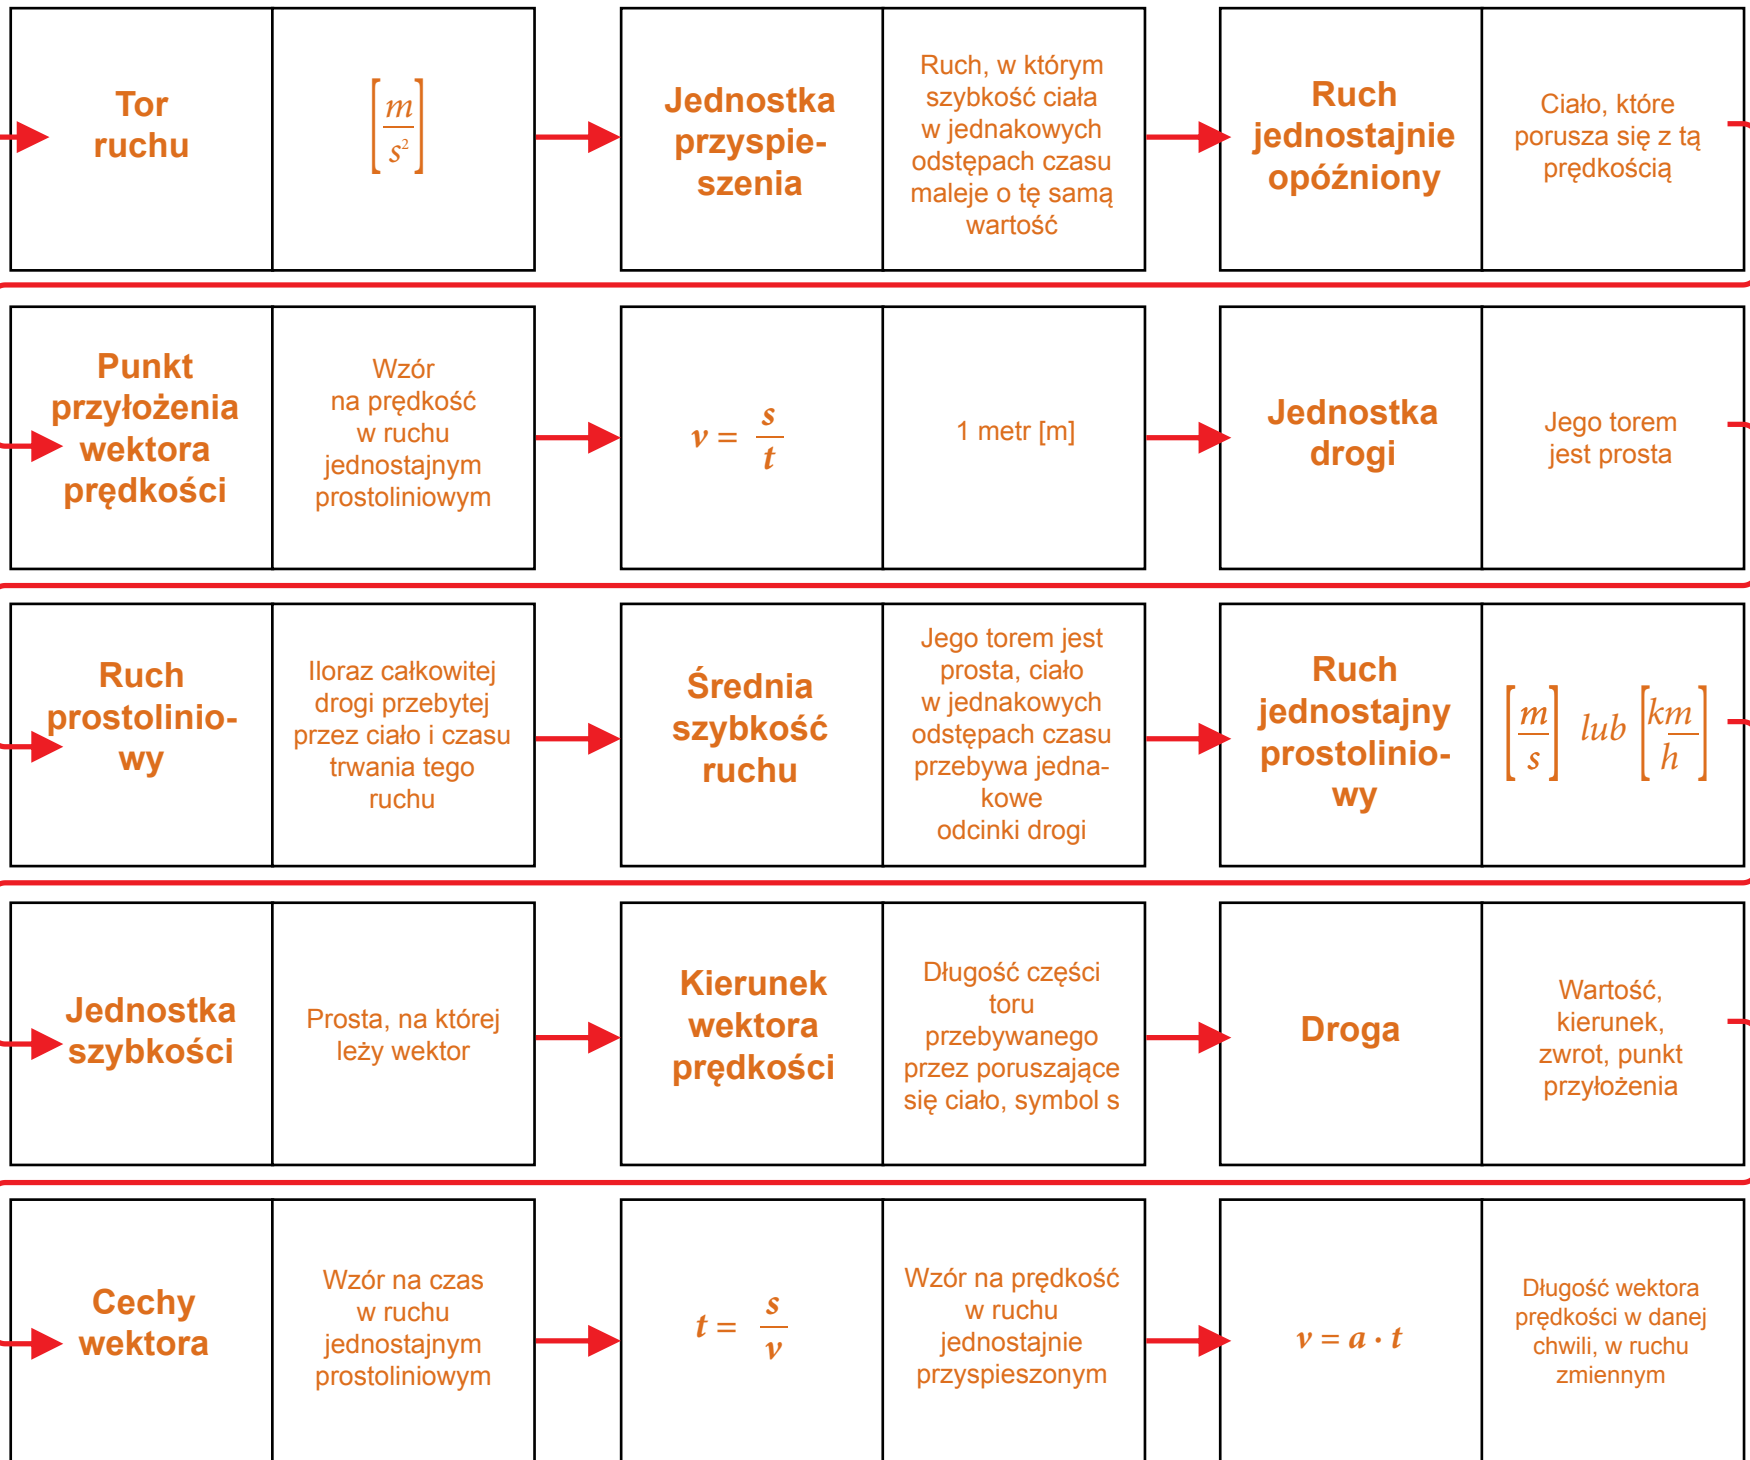 Tor
ruchu
[m/s²]
Jednostka
przyspie-
szenia
Ruch, w którym
szybkość ciała
w jednakowych
odstępach czasu
maleje o tę samą
wartość
Ruch
jednostajnie
opóźniony
Ciało, które
porusza się z tą
prędkością
Punkt
przyłożenia
wektora
prędkości
Wzór
na prędkość
w ruchu
jednostajnym
prostoliniowym
v = s/t
1 metr [m]
Jednostka
drogi
Jego torem
jest prosta
Ruch
prostolinio-
wy
Iloraz całkowitej
drogi przebytej
przez ciało i czasu
trwania tego
ruchu
Średnia
szybkość
ruchu
Jego torem jest
prosta, ciało
w jednakowych
odstępach czasu
przebywa jedna-
kowe
odcinki drogi
Ruch
jednostajny
prostolinio-
wy
[m/s] lub [km/h]
Jednostka
szybkości
Prosta, na której
leży wektor
Kierunek
wektora
prędkości
Długość części
toru
przebywanego
przez poruszające
się ciało, symbol s
Droga
Wartość,
kierunek,
zwrot, punkt
przyłożenia
Cechy
wektora
Wzór na czas
w ruchu
jednostajnym
prostoliniowym
t = s/v
Wzór na prędkość
w ruchu
jednostajnie
przyspieszonym
v = a · t
Długość wektora
prędkości w danej
chwili, w ruchu
zmiennym